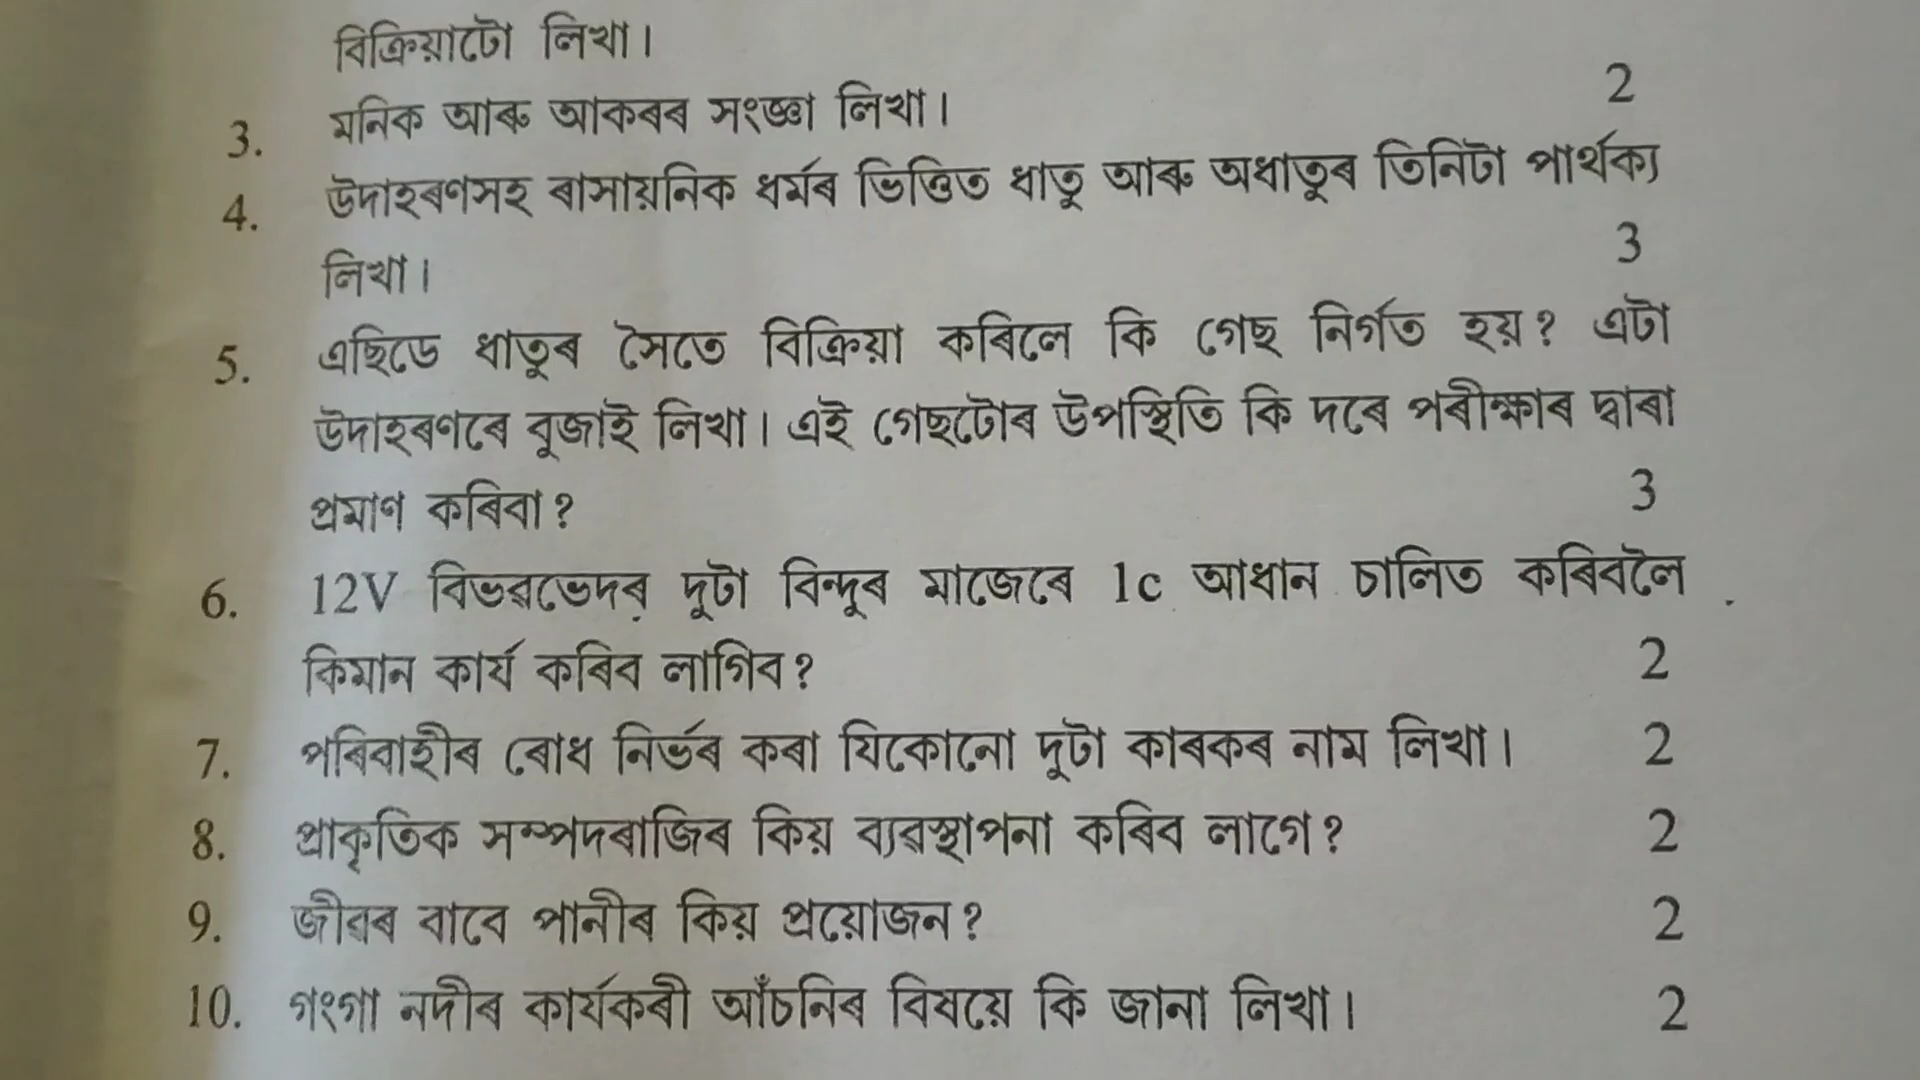 বিক্ৰিয়াটো লিখা।
3. মনিক আৰু আকৰৰ সংজ্ঞা লিখা। 2
4. উদাহৰণসহ ৰাসায়নিক ধৰ্মৰ ভিত্তিত ধাতু আৰু অধাতুৰ তিনিটা পাৰ্থক্য
লিখা। 3
5. এছিডে ধাতুৰ সৈতে বিক্ৰিয়া কৰিলে কি গেছ নিৰ্গত হয়? এটা
উদাহৰণৰে বুজাই লিখা। এই গেছটোৰ উপস্থিতি কি দৰে পৰীক্ষাৰ দ্বাৰা
প্ৰমাণ কৰিবা? 3
6. 12V বিভৱভেদৰ দুটা বিন্দুৰ মাজেৰে 1c আধান চালিত কৰিবলৈ
কিমান কাৰ্য কৰিব লাগিব? 2
7. পৰিবাহীৰ ৰোধ নিৰ্ভৰ কৰা যিকোনো দুটা কাৰকৰ নাম লিখা। 2
8. প্ৰাকৃতিক সম্পদৰাজিৰ কিয় ব্যৱস্থাপনা কৰিব লাগে? 2
9. জীৱৰ বাবে পানীৰ কিয় প্ৰয়োজন? 2
10. গংগা নদীৰ কাৰ্যকৰী আঁচনিৰ বিষয়ে কি জানা লিখা। 2